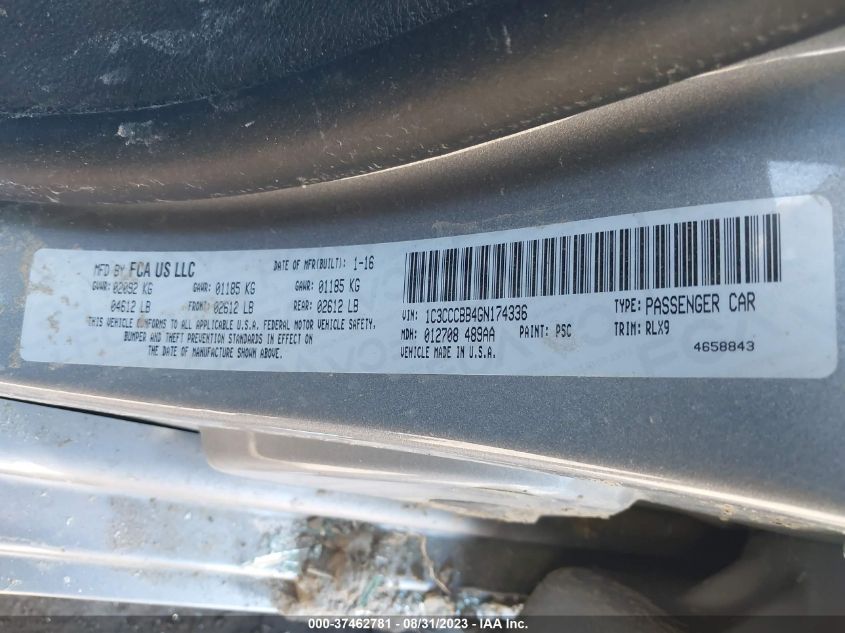 MFD BY FCA US LLC DATE OF MFR(BUILT): 1-16
GVWR: 02092 KG GAWR: 01185 KG GAWR: 01185 KG
04612 LB FRONT: 02612 LB REAR: 02612 LB
THIS VEHICLE CONFORMS TO ALL APPLICABLE U.S.A. FEDERAL MOTOR VEHICLE SAFETY,
BUMPER AND THEFT PREVENTION STANDARDS IN EFFECT ON
THE DATE OF MANUFACTURE SHOWN ABOVE.
VIN: 1C3CCCBB4GN174336 TYPE: PASSENGER CAR
MDH: 012708 489AA PAINT: PSC TRIM: RLX9
VEHICLE MADE IN U.S.A. 4658843
000-37462781 - 08/31/2023 - IAA Inc.